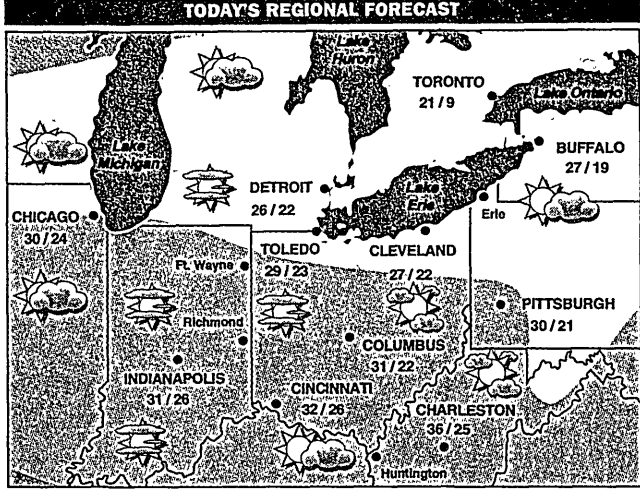 TODAY'S REGIONAL FORECAST
Lake
Huron
TORONTO
21 / 9
Lake Ontario
Lake
Michigan
BUFFALO
27 / 19
DETROIT
26 / 22
Lake
Erie
Erie
CHICAGO
30 / 24
TOLEDO
29 / 23
CLEVELAND
27 / 22
Ft. Wayne
PITTSBURGH
30 / 21
Richmond
COLUMBUS
31 / 22
INDIANAPOLIS
31 / 26
CINCINNATI
32 / 26
CHARLESTON
36 / 25
Huntington